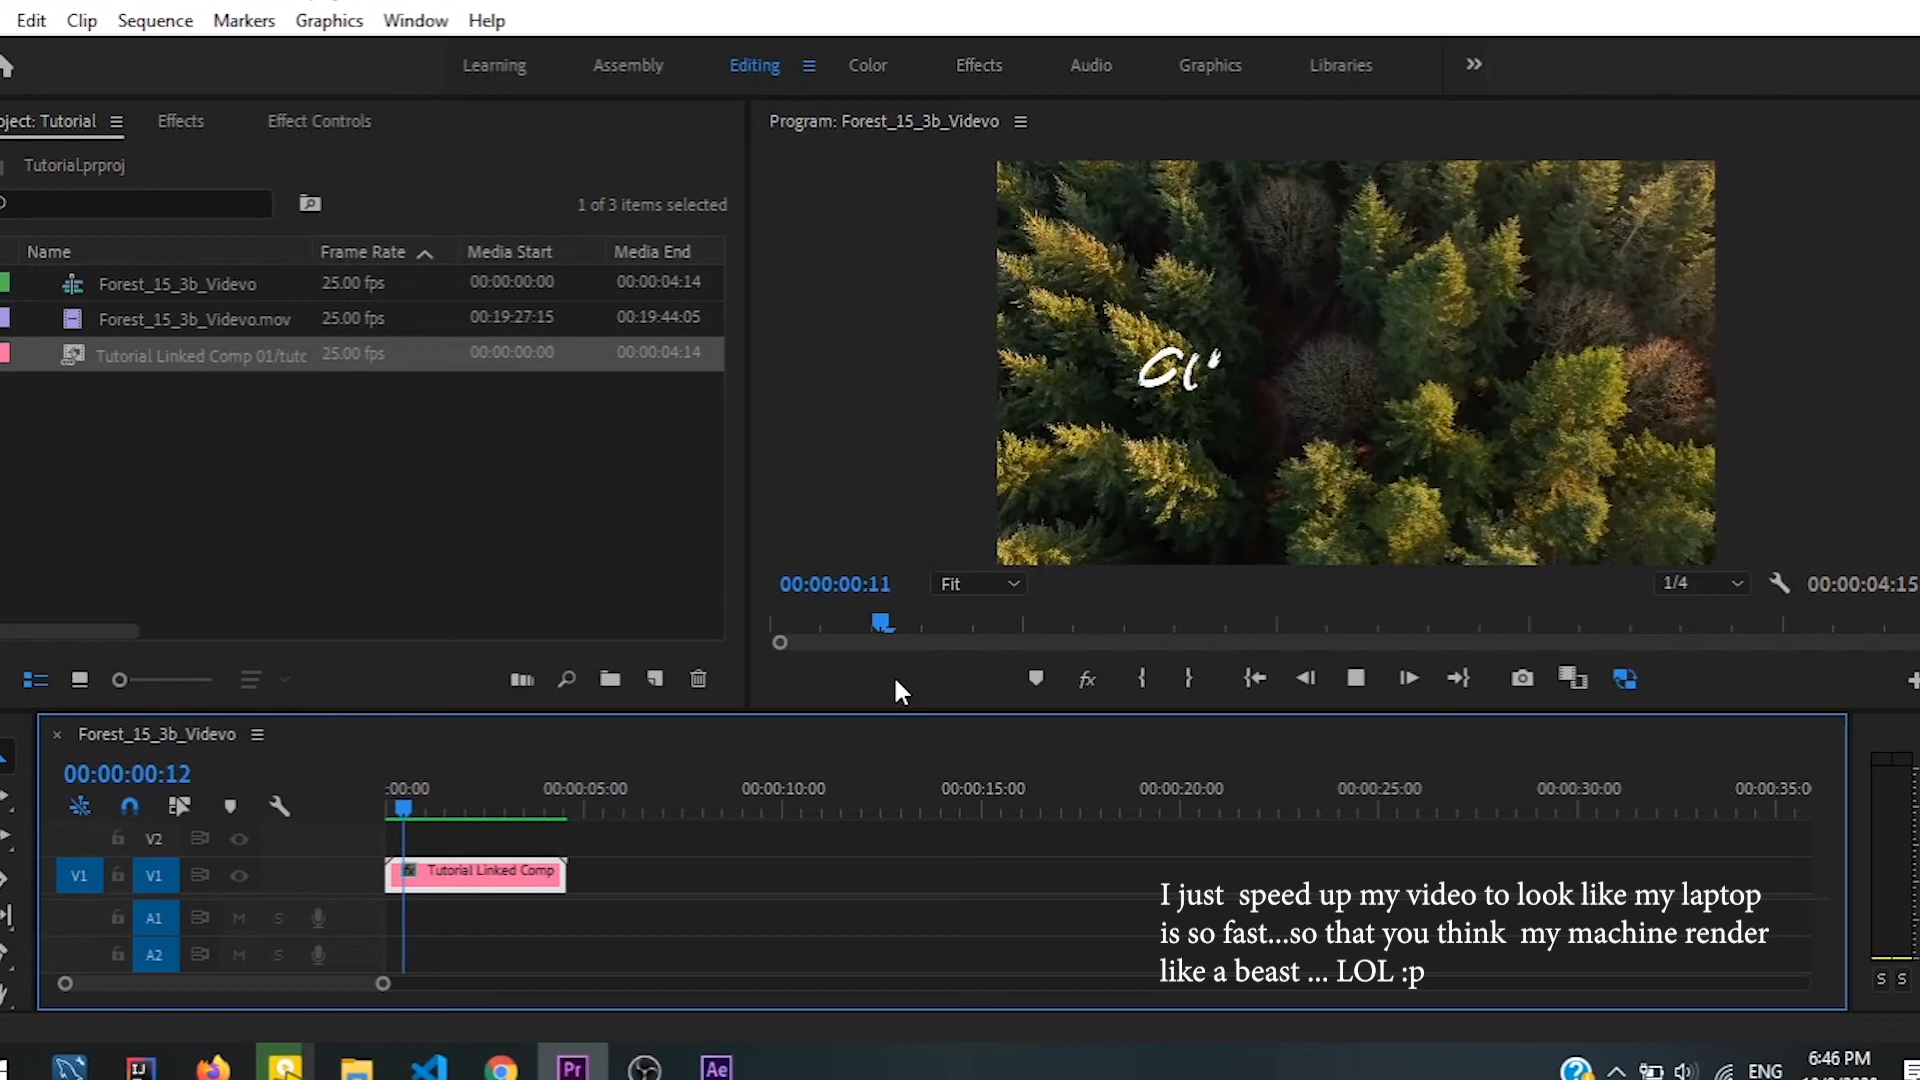 Edit Clip Sequence Markers Graphics Window Help
Learning Assembly Editing Color Effects Audio Graphics Libraries
oject: Tutorial Effects Effect Controls
Program: Forest_15_3b_Videvo
Tutorial.prproj
1 of 3 items selected
Name Frame Rate Media Start Media End
Forest_15_3b_Videvo 25.00 fps 00:00:00:00 00:00:04:14
Forest_15_3b_Videvo.mov 25.00 fps 00:19:27:15 00:19:44:05
Tutorial Linked Comp 01/tutc 25.00 fps 00:00:00:00 00:00:04:14
00:00:00:11 Fit 1/4 00:00:04:15
fx
Forest_15_3b_Videvo
00:00:00:12
:00:00 00:00:05:00 00:00:10:00 00:00:15:00 00:00:20:00 00:00:25:00 00:00:30:00 00:00:35:0
V2
V1 V1 fx Tutorial Linked Comp
A1 M S
A2 M S
I just speed up my video to look like my laptop
is so fast...so that you think my machine render
like a beast ... LOL :p
S S
IJ Pr Ae
ENG 6:46 PM